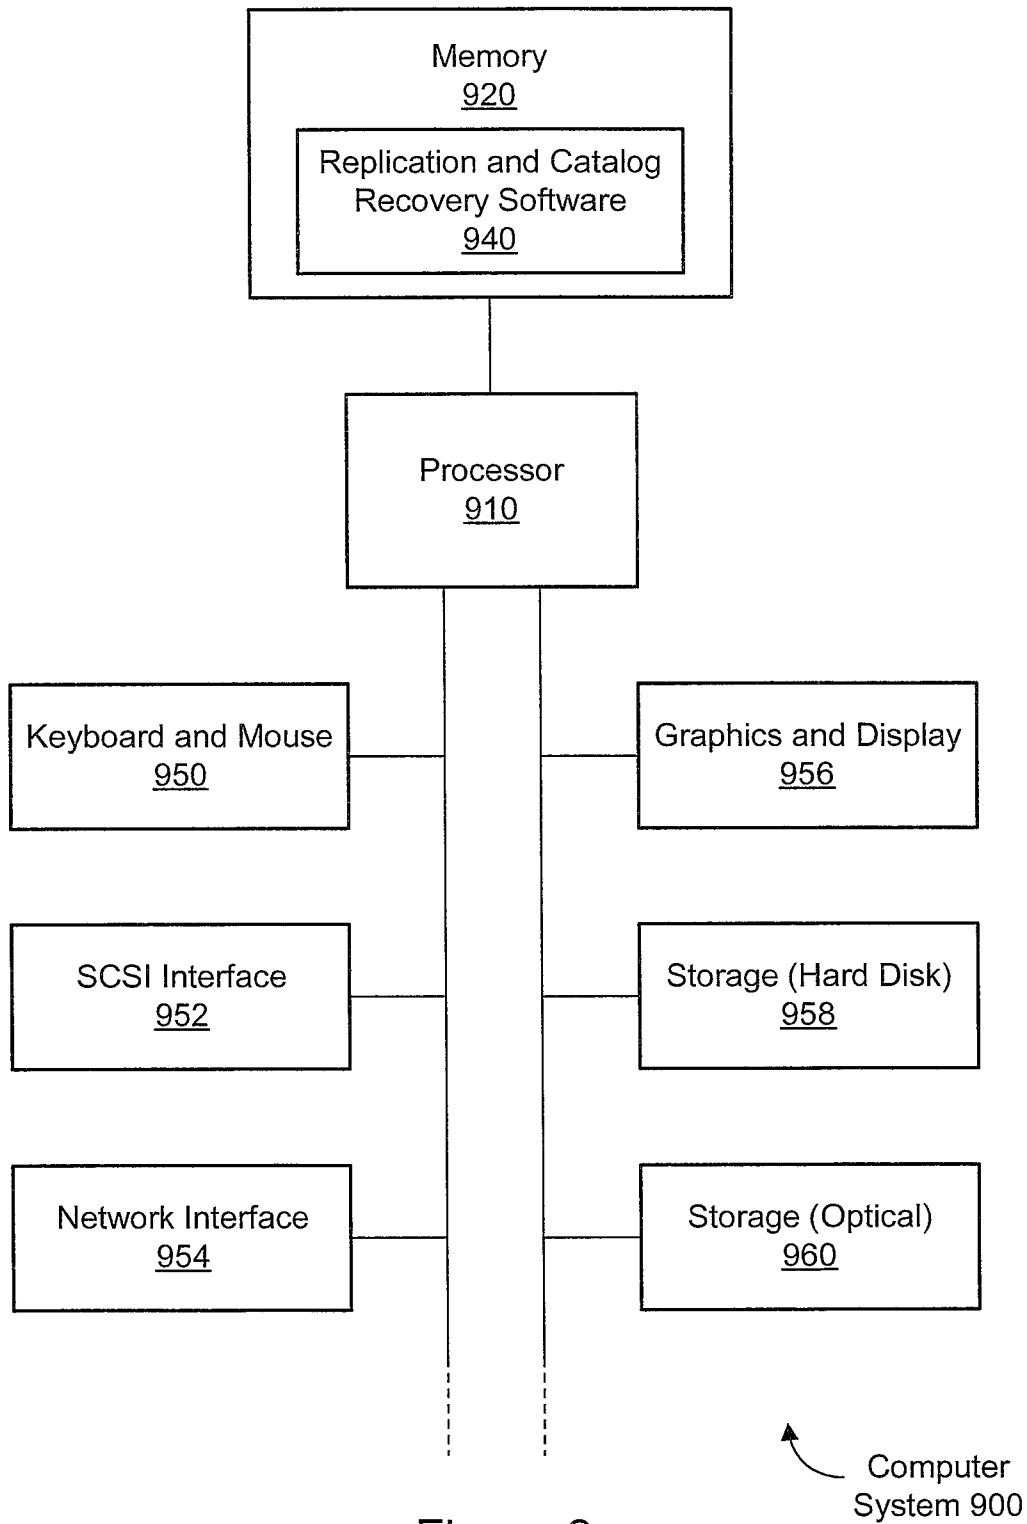 Memory
920
Replication and Catalog
Recovery Software
940
Processor
910
Keyboard and Mouse
950
Graphics and Display
956
SCSI Interface
952
Storage (Hard Disk)
958
Network Interface
954
Storage (Optical)
960
Computer
System 900